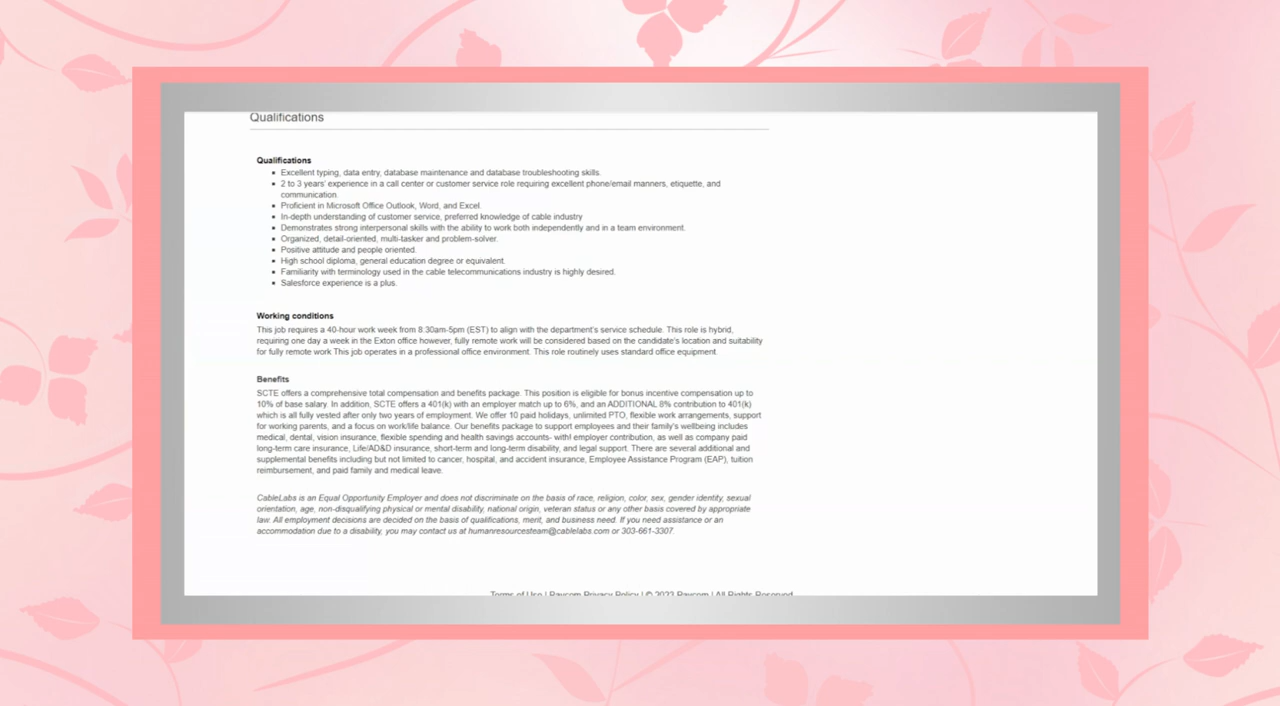 Qualifications
Qualifications
Excellent typing, data entry, database maintenance and database troubleshooting skills.
2 to 3 years' experience in a call center or customer service role requiring excellent phone/email manners, etiquette, and
communication.
Proficient in Microsoft Office Outlook, Word, and Excel.
In-depth understanding of customer service, preferred knowledge of cable industry
Demonstrates strong interpersonal skills with the ability to work both independently and in a team environment.
Organized, detail-oriented, multi-tasker and problem-solver.
Positive attitude and people oriented.
High school diploma, general education degree or equivalent.
Familiarity with terminology used in the cable telecommunications industry is highly desired.
Salesforce experience is a plus.
Working conditions
This job requires a 40-hour work week from 8:30am-5pm (EST) to align with the department's service schedule. This role is hybrid,
requiring one day a week in the Exton office however, fully remote work will be considered based on the candidate's location and suitability
for fully remote work.This job operates in a professional office environment. This role routinely uses standard office equipment.
Benefits
SCTE offers a comprehensive total compensation and benefits package. This position is eligible for bonus incentive compensation up to
10% of base salary. In addition, SCTE offers a 401(k) with an employer match up to 6%, and an ADDITIONAL 8% contribution to 401(k)
which is all fully vested after only two years of employment. We offer 10 paid holidays, unlimited PTO, flexible work arrangements, support
for working parents, and a focus on work/life balance. Our benefits package to support employees and their family's wellbeing includes
medical, dental, vision insurance, flexible spending and health savings accounts- with! employer contribution, as well as company paid
long-term care insurance, Life/AD&D insurance, short-term and long-term disability, and legal support. There are several additional and
supplemental benefits including but not limited to cancer, hospital, and accident insurance, Employee Assistance Program (EAP), tuition
reimbursement, and paid family and medical leave.
CableLabs is an Equal Opportunity Employer and does not discriminate on the basis of race, religion, color, sex, gender identity, sexual
orientation, age, non-disqualifying physical or mental disability, national origin, veteran status or any other basis covered by appropriate
law. All employment decisions are decided on the basis of qualifications, merit, and business need. If you need assistance or an
accommodation due to a disability, you may contact us at humanresourcesteam@cablelabs.com or 303-661-3307.
Terms of Use | Paycom Privacy Policy | © 2023 Paycom | All Rights Reserved